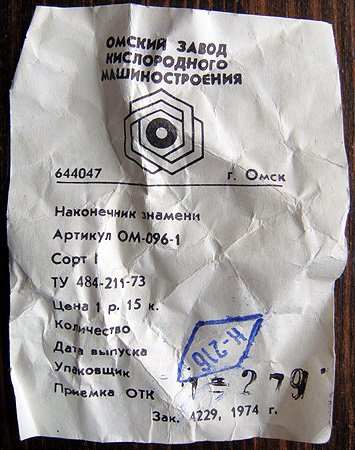 ОМСКИЙ ЗАВОД
КИСЛОРОДНОГО
МАШИНОСТРОЕНИЯ
644047 г. Омск
Наконечник знамени
Артикул ОМ-096-1
Сорт I
ТУ 484-211-73
Цена 1 р. 15 к.
Количество
Н-216
Дата выпуска
Упаковщик
Приемка ОТК
Зак. 4229, 1974 г.